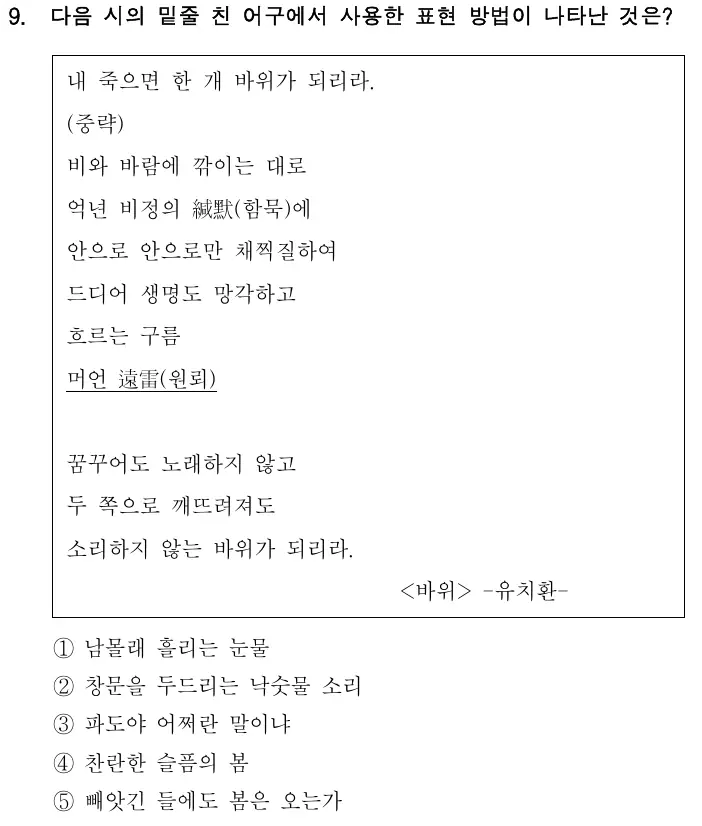 9. 다음 시의 밑줄 친 어구에서 사용한 표현 방법이 나타난 것은?
내 죽으면 한 개 바위가 되리라.
(중략)
비와 바람에 깎이는 대로
억년 비정의 緘默(함묵)에
안으로 안으로만 채찍질하여
드디어 생명도 망각하고
흐르는 구름
머언 遠雷(원뢰)
꿈꾸어도 노래하지 않고
두 쪽으로 깨뜨려져도
소리하지 않는 바위가 되리라.
<바위> -유치환-
① 남몰래 흘리는 눈물
② 창문을 두드리는 낙숫물 소리
③ 파도야 어쩌란 말이냐
④ 찬란한 슬픔의 봄
⑤ 빼앗긴 들에도 봄은 오는가